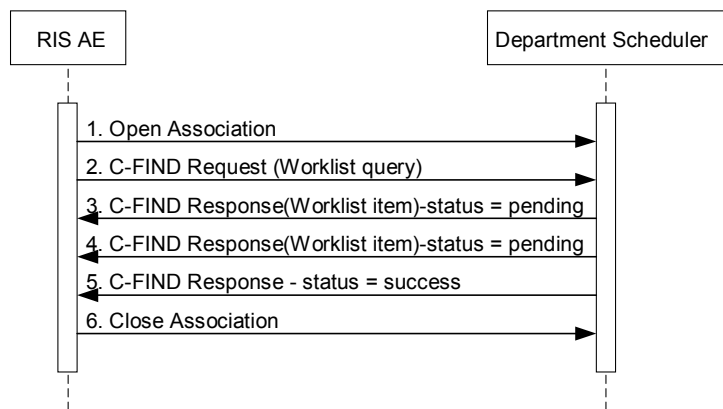 RIS AE
Department Scheduler
1. Open Association
2. C-FIND Request (Worklist query)
3. C-FIND Response(Worklist item)-status = pending
4. C-FIND Response(Worklist item)-status = pending
5. C-FIND Response - status = success
6. Close Association